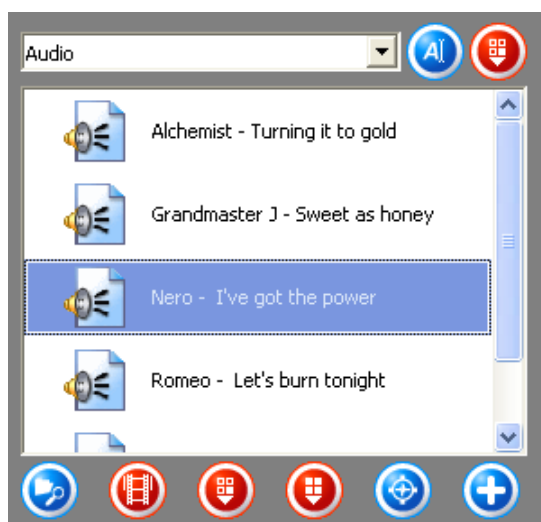 Audio
AI
Alchemist - Turning it to gold
Grandmaster J - Sweet as honey
Nero - I've got the power
Romeo - Let's burn tonight